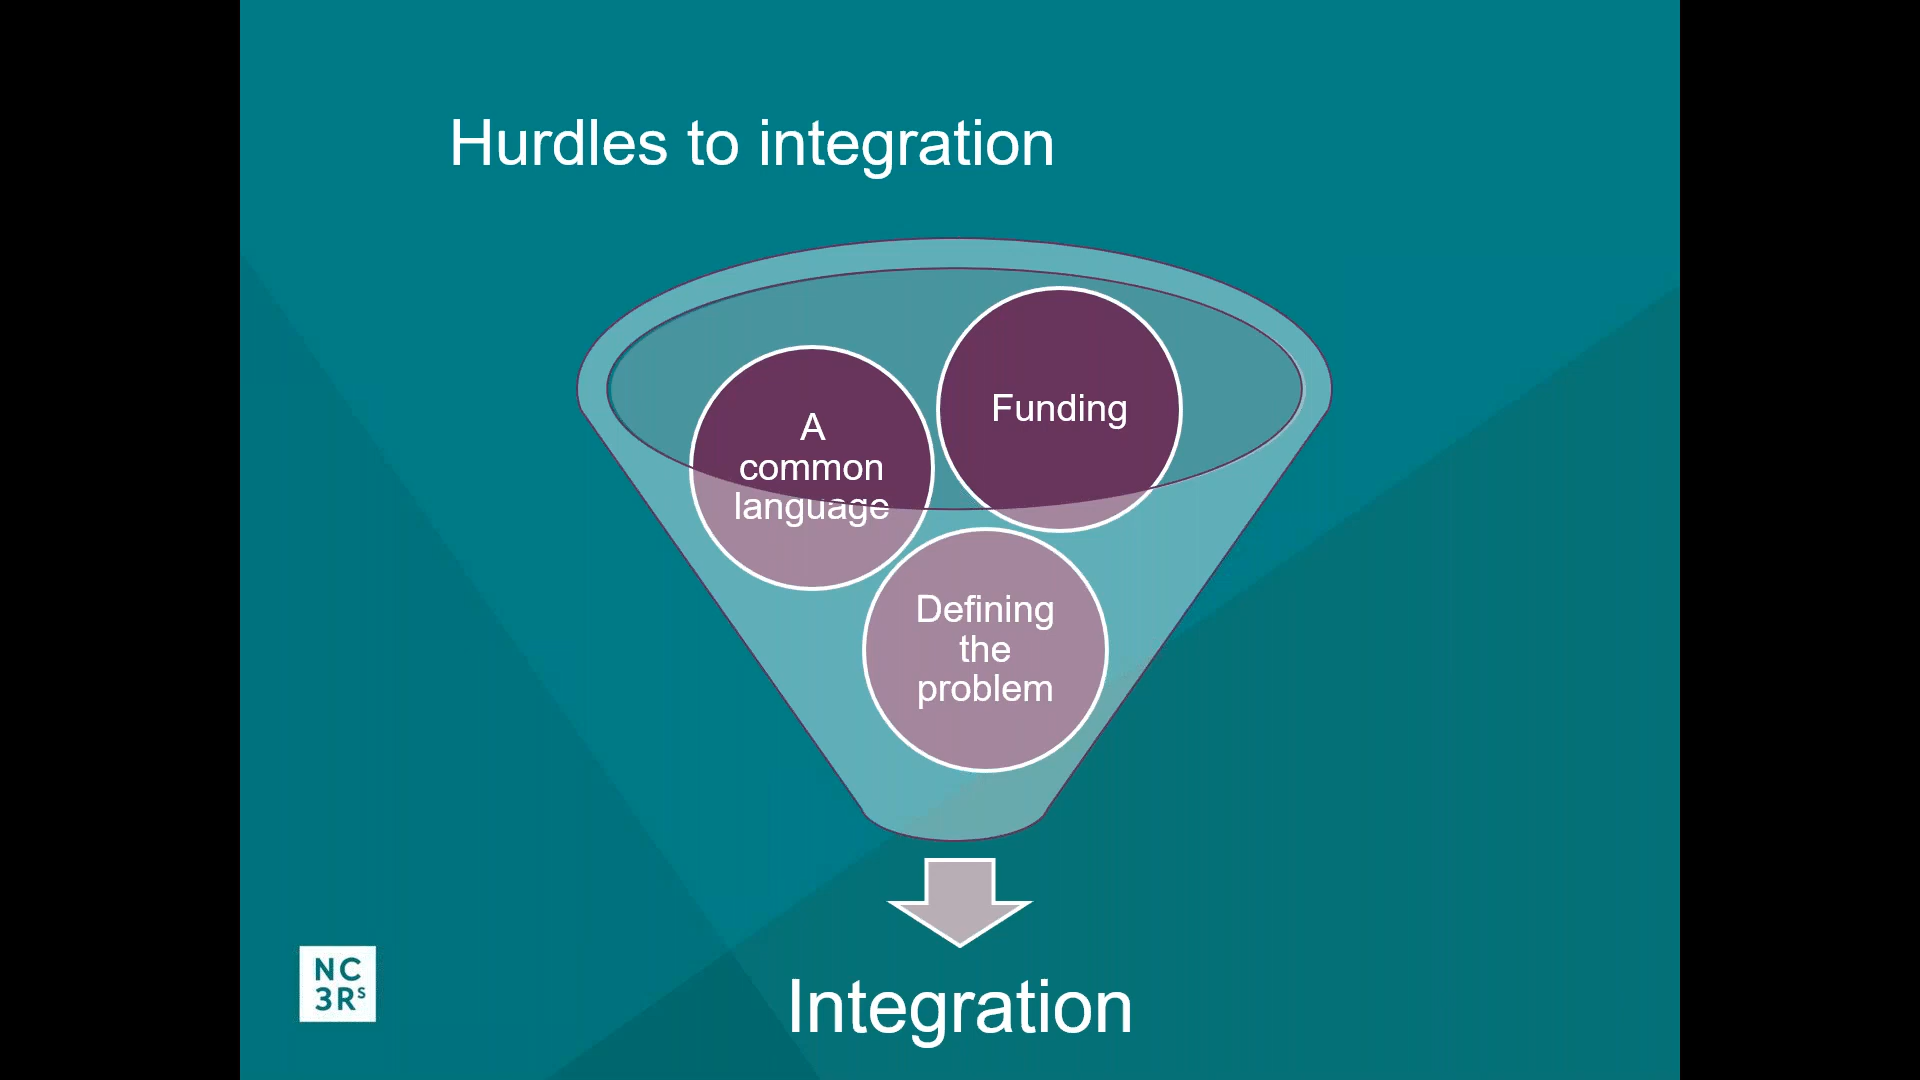 Hurdles to integration
Funding
A
common
language
Defining
the
problem
Integration
NC
3Rs